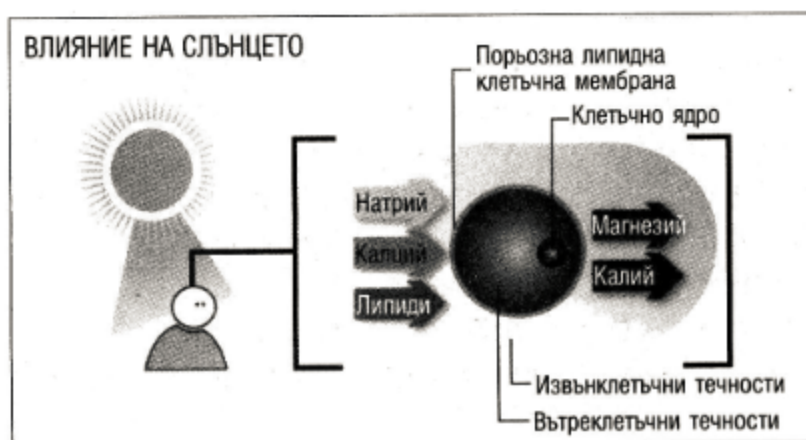 ВЛИЯНИЕ НА СЛЪНЦЕТО
Порьозна липидна
клетъчна мембрана
Клетъчно ядро
Натрий
Калций
Липиди
Магнезий
Калий
Извънклетъчни течности
Вътреклетъчни течности